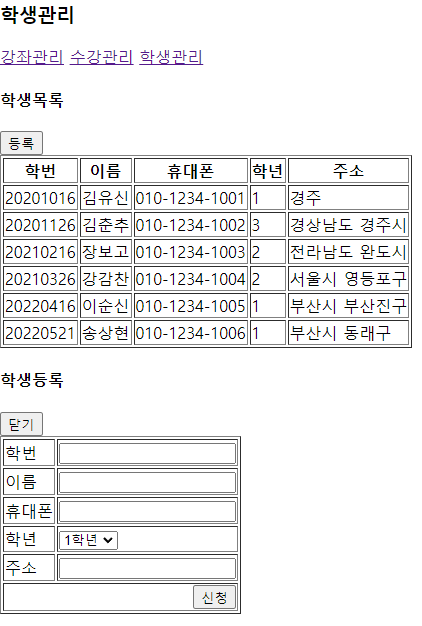 학생관리
강좌관리 수강관리 학생관리
학생목록
등록
학번 이름 휴대폰 학년 주소
20201016 김유신 010-1234-1001 1 경주
20201126 김춘추 010-1234-1002 3 경상남도 경주시
20210216 장보고 010-1234-1003 2 전라남도 완도시
20210326 강감찬 010-1234-1004 2 서울시 영등포구
20220416 이순신 010-1234-1005 1 부산시 부산진구
20220521 송상현 010-1234-1006 1 부산시 동래구
학생등록
닫기
학번
이름
휴대폰
학년 1학년
주소
신청